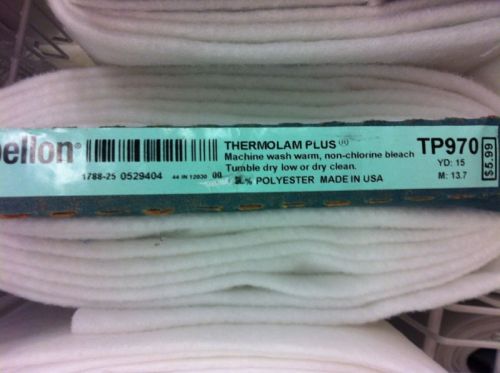 ellon®
THERMOLAM PLUS ®
TP970
$5.99
Machine wash warm, non-chlorine bleach
Tumble dry low or dry clean.
YD: 15
1788-25 0529404 44 IN 12030 00
% POLYESTER MADE IN USA
M: 13.7